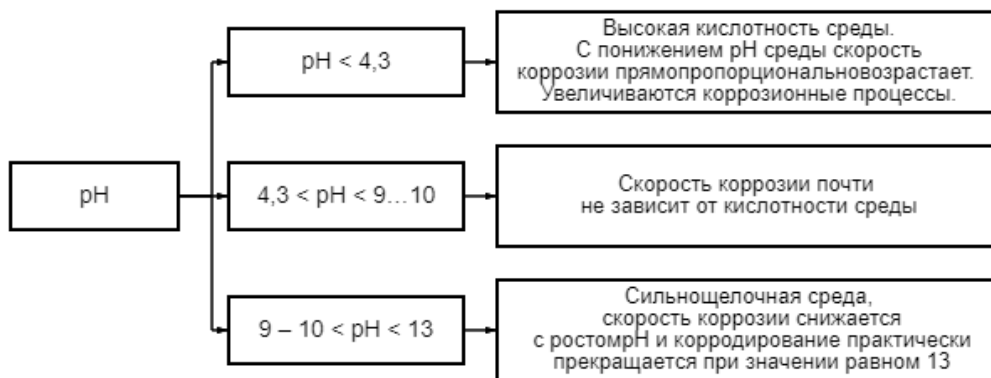 pH
pH < 4,3
Высокая кислотность среды.
С понижением pH среды скорость
коррозии прямопропорциональновозрастает.
Увеличиваются коррозионные процессы.
4,3 < pH < 9…10
Скорость коррозии почти
не зависит от кислотности среды
9 – 10 < pH < 13
Сильнощелочная среда,
скорость коррозии снижается
с ростомpH и корродирование практически
прекращается при значении равном 13